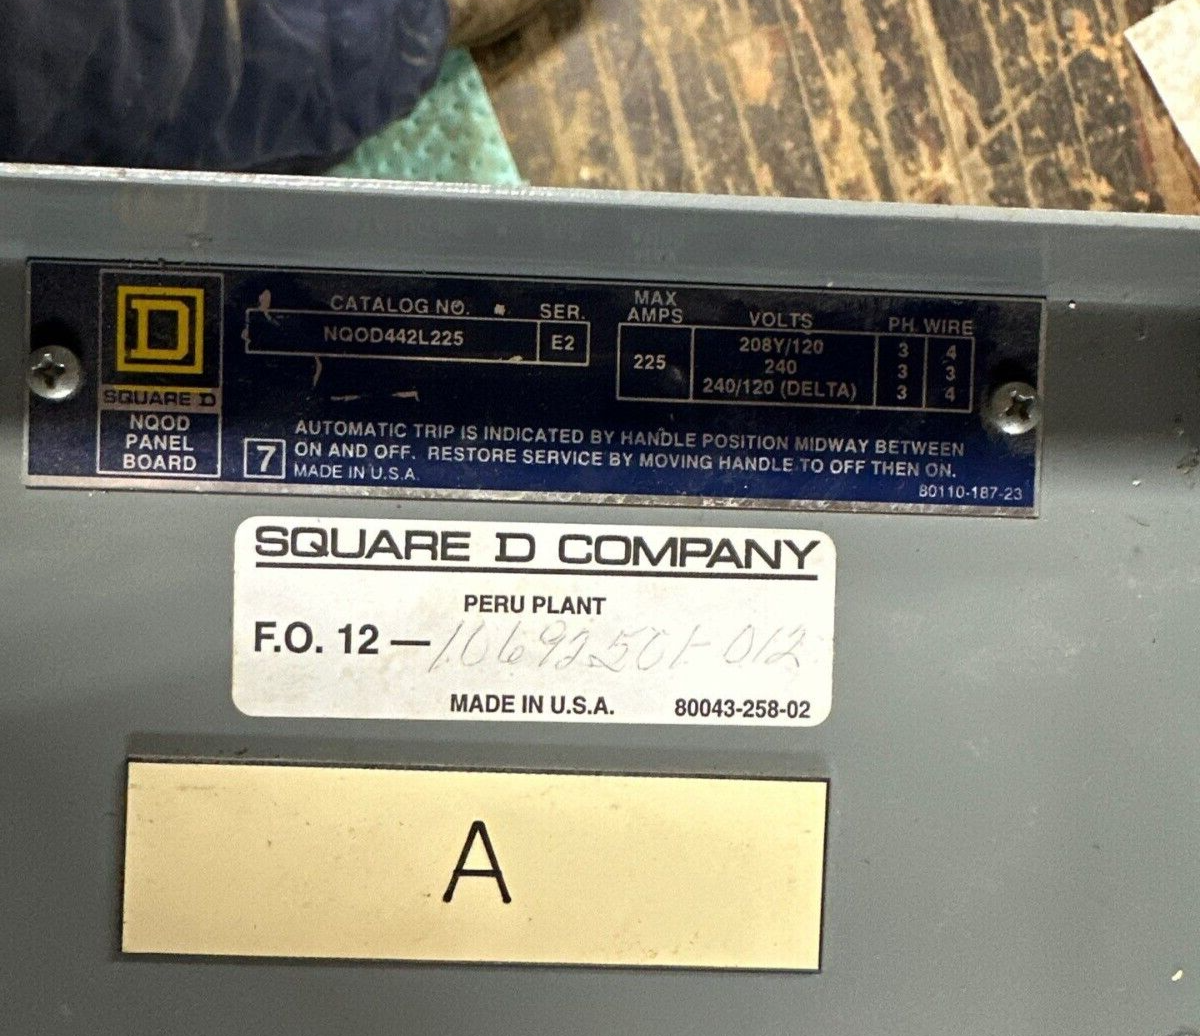 D
SQUARE D
NQOD
PANEL
BOARD
CATALOG NO. SER.
NQOD442L225 E2
MAX
AMPS VOLTS PH. WIRE
225
208Y/120 3 4
240 3 3
240/120 (DELTA) 3 4
7
AUTOMATIC TRIP IS INDICATED BY HANDLE POSITION MIDWAY BETWEEN
ON AND OFF. RESTORE SERVICE BY MOVING HANDLE TO OFF THEN ON.
MADE IN U.S.A.
80110-187-23
SQUARE D COMPANY
PERU PLANT
F.O. 12 — 10692501-012
MADE IN U.S.A. 80043-258-02
A